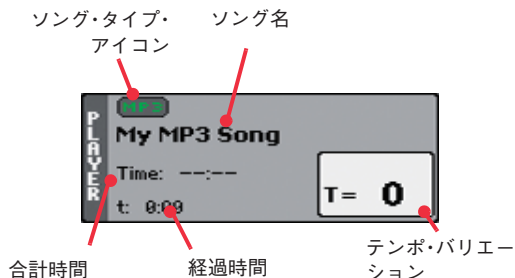 ソング・タイプ・
アイコン
ソング名
PLAYER
MP3
My MP3 Song
Time: --:--
t: 0:00
T= 0
合計時間
経過時間
テンポ・バリエー
ション